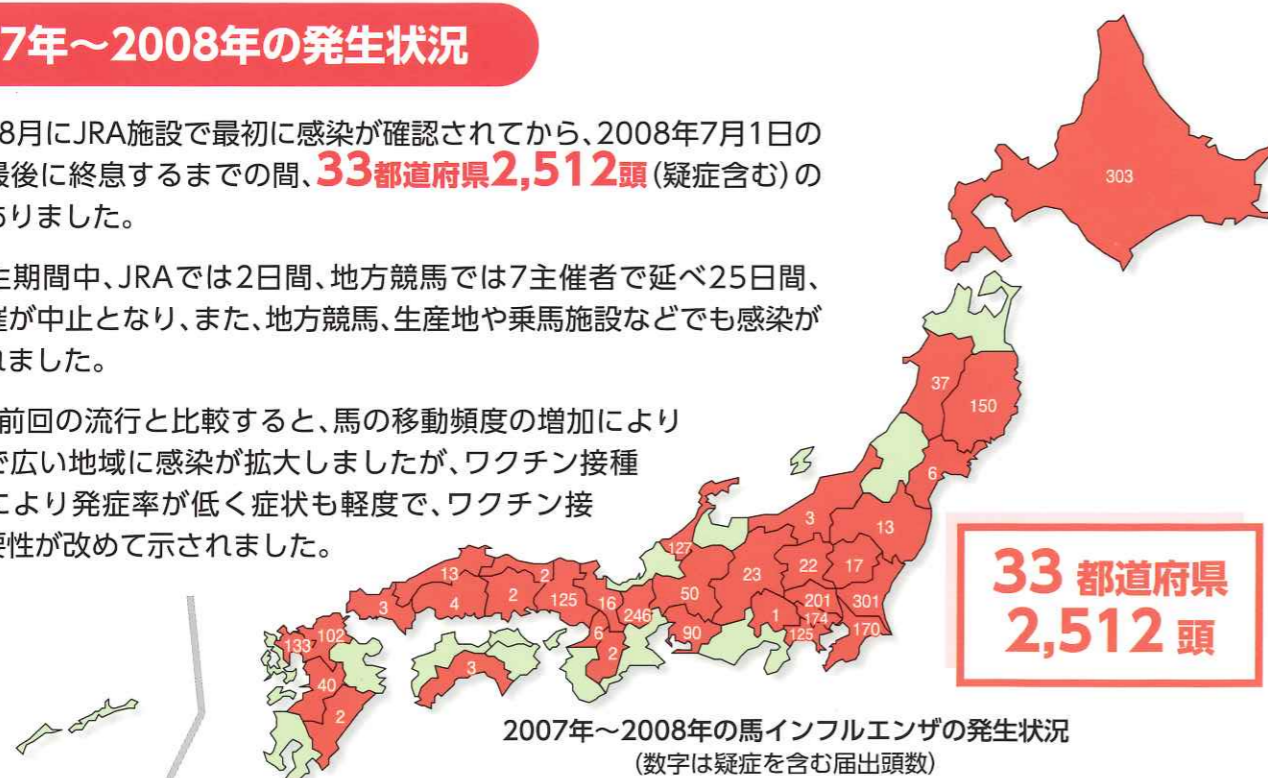 7年～2008年の発生状況
8月にJRA施設で最初に感染が確認されてから、2008年7月1日の
最後に終息するまでの間、33都道府県2,512頭(疑症含む)の
ありました。
生期間中、JRAでは2日間、地方競馬では7主催者で延べ25日間、
催が中止となり、また、地方競馬、生産地や乗馬施設などでも感染が
れました。
前回の流行と比較すると、馬の移動頻度の増加により
で広い地域に感染が拡大しましたが、ワクチン接種
により発症率が低く症状も軽度で、ワクチン接
要性が改めて示されました。
303
37
150
6
3
13
127
23
22
17
13
2
50
201
301
3
4
2
125
16
246
1
174
125
170
90
6
2
133
102
3
40
2
33 都道府県
2,512 頭
2007年～2008年の馬インフルエンザの発生状況
(数字は疑症を含む届出頭数)